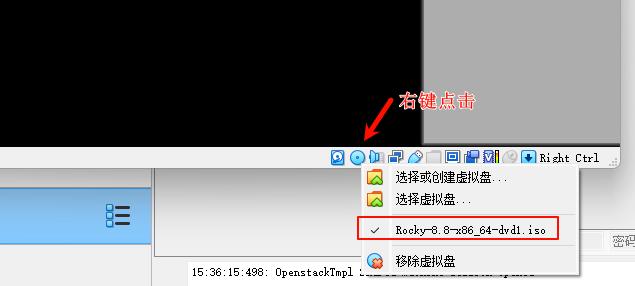 右键点击
Right Ctrl
选择或创建虚拟盘...
选择虚拟盘...
Rocky-8.8-x86_64-dvd1.iso
密码
移除虚拟盘
15:36:15:498: OpenstackTmpl